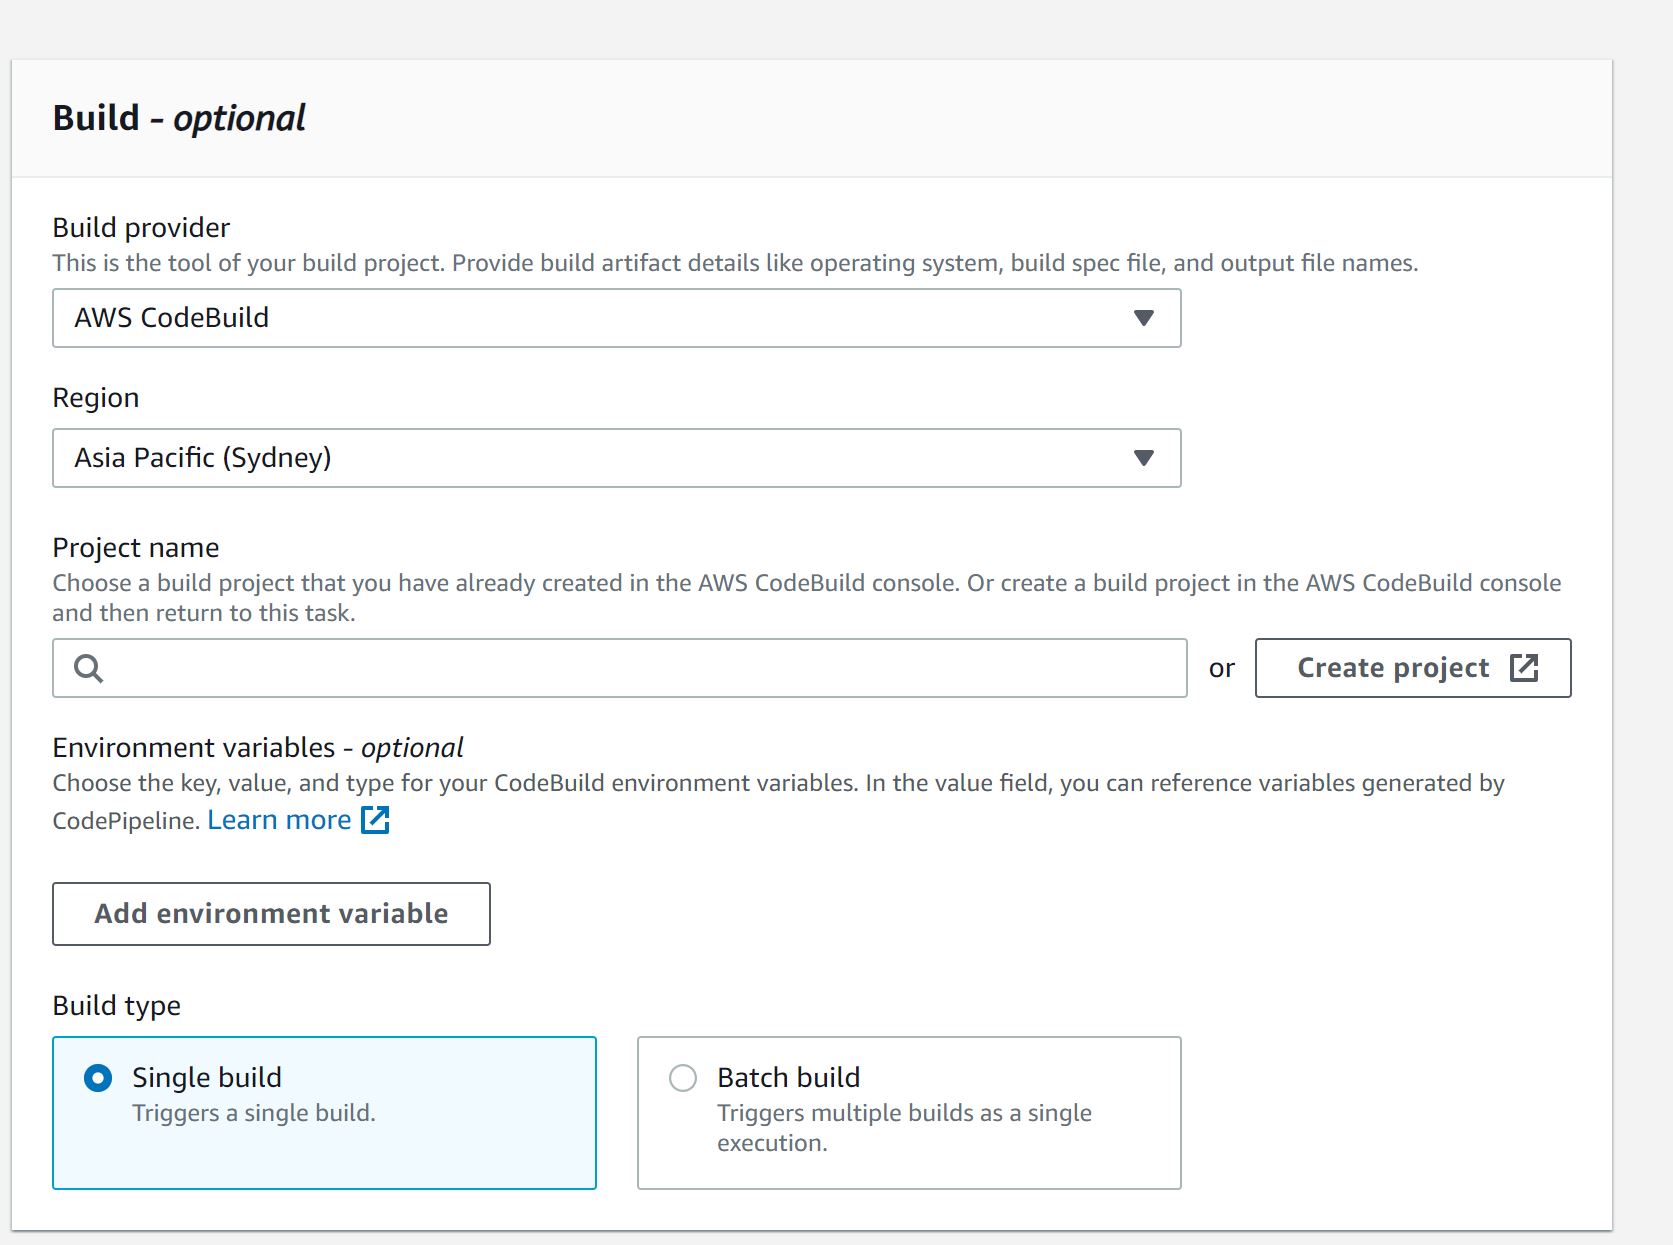 Build - optional
Build provider
This is the tool of your build project. Provide build artifact details like operating system, build spec file, and output file names.
AWS CodeBuild
Region
Asia Pacific (Sydney)
Project name
Choose a build project that you have already created in the AWS CodeBuild console. Or create a build project in the AWS CodeBuild console
and then return to this task.
or
Create project
Environment variables - optional
Choose the key, value, and type for your CodeBuild environment variables. In the value field, you can reference variables generated by
CodePipeline. Learn more
Add environment variable
Build type
Single build
Triggers a single build.
Batch build
Triggers multiple builds as a single
execution.